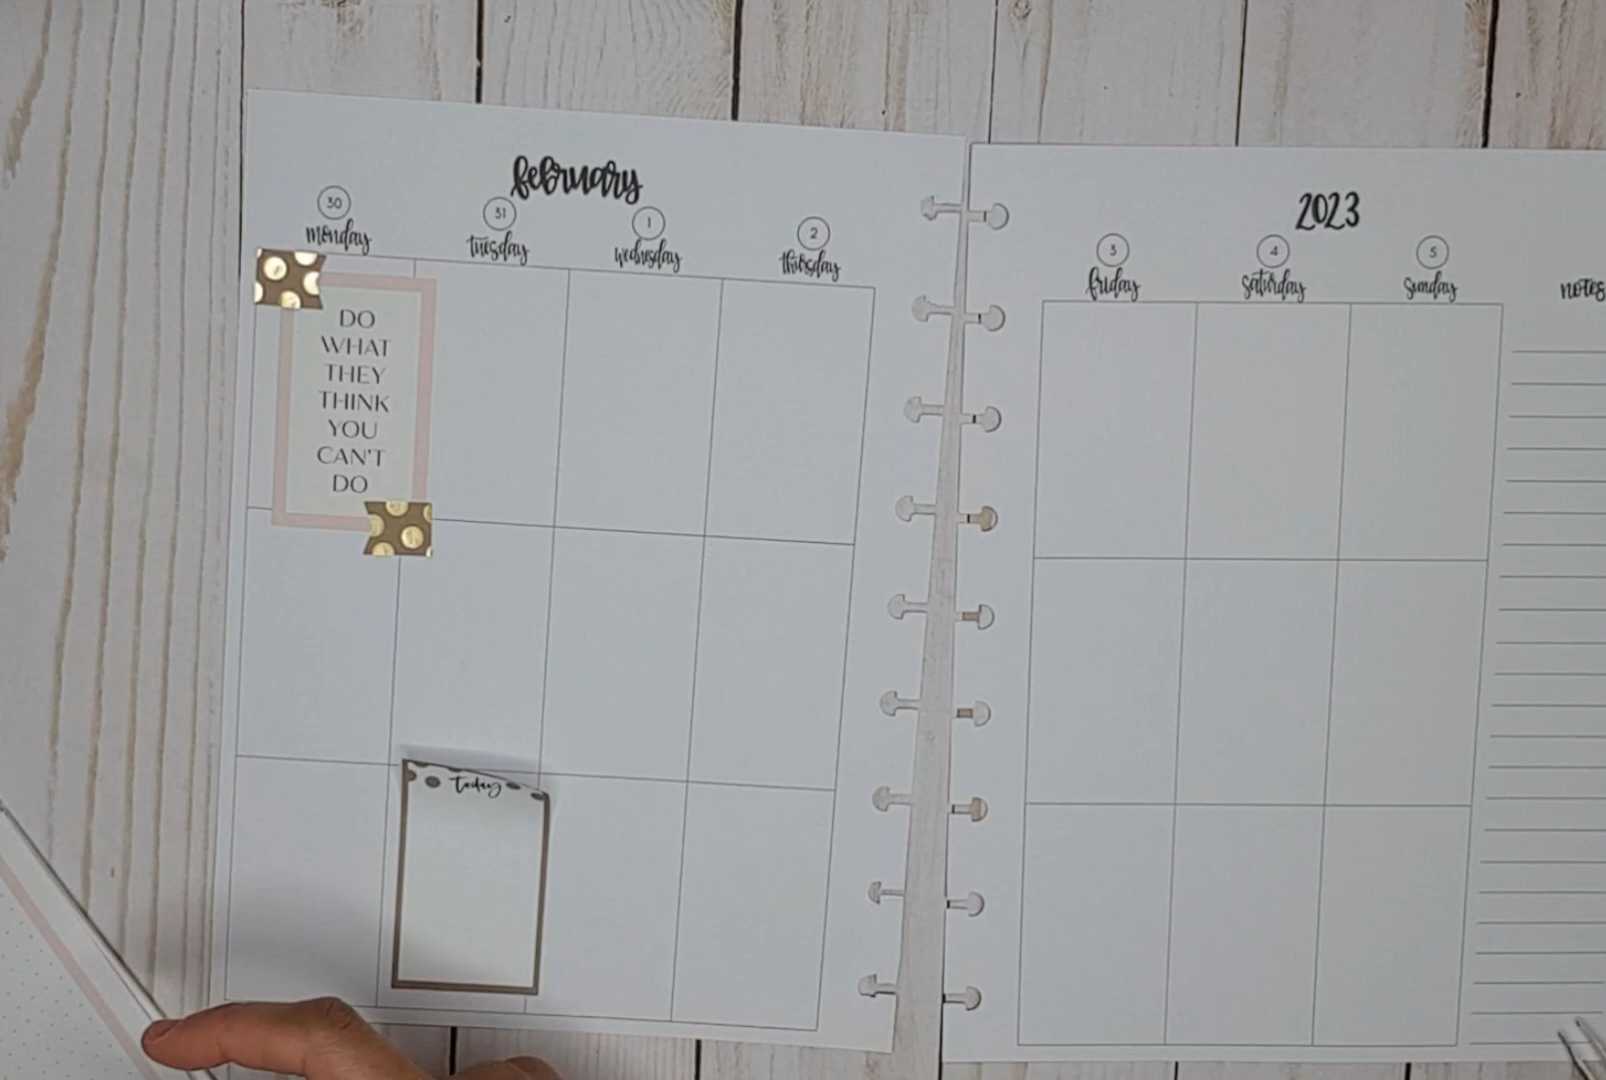 february
2023
30
31
1
2
3
4
5
monday
tuesday
wednesday
thursday
friday
saturday
sunday
notes
DO
WHAT
THEY
THINK
YOU
CAN'T
DO
today